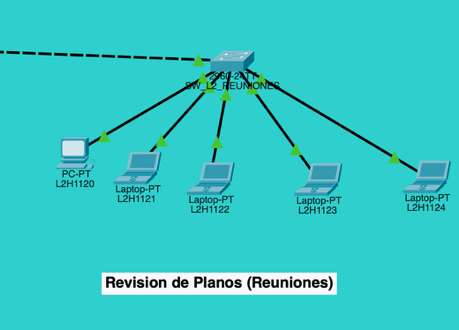 2960-24TT
SW_L2_REUNIONES
PC-PT
L2H1120
Laptop-PT
L2H1121
Laptop-PT
L2H1122
Laptop-PT
L2H1123
Laptop-PT
L2H1124
Revision de Planos (Reuniones)